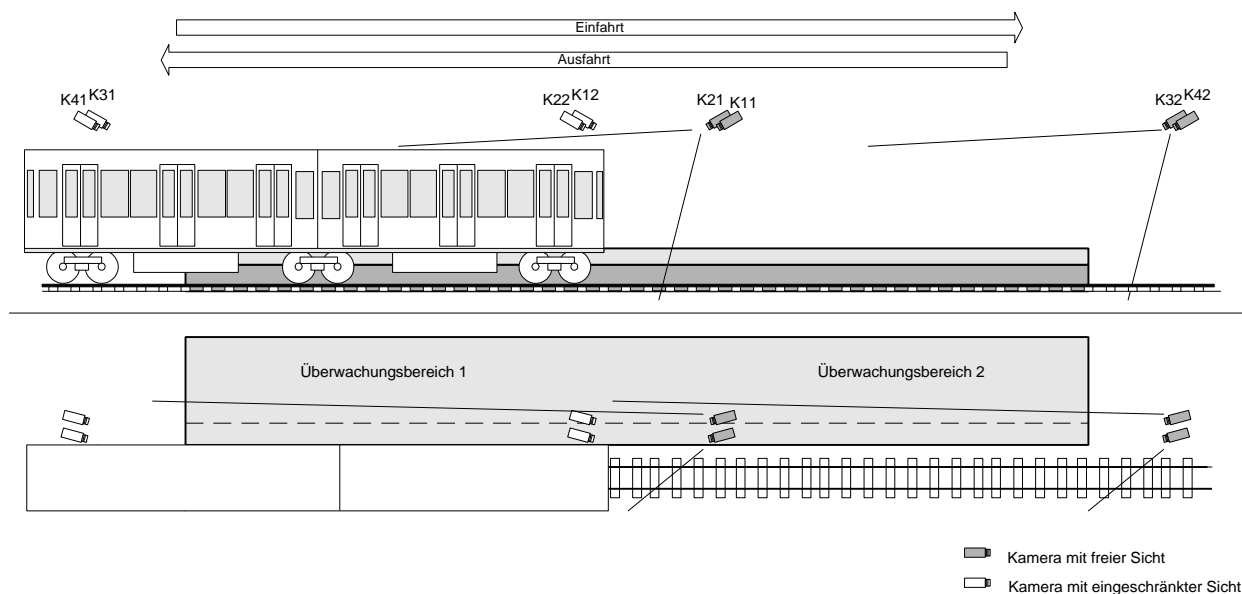 Einfahrt
Ausfahrt
K41 K31
K22 K12
K21 K11
K32 K42
Überwachungsbereich 1
Überwachungsbereich 2
Kamera mit freier Sicht
Kamera mit eingeschränkter Sicht